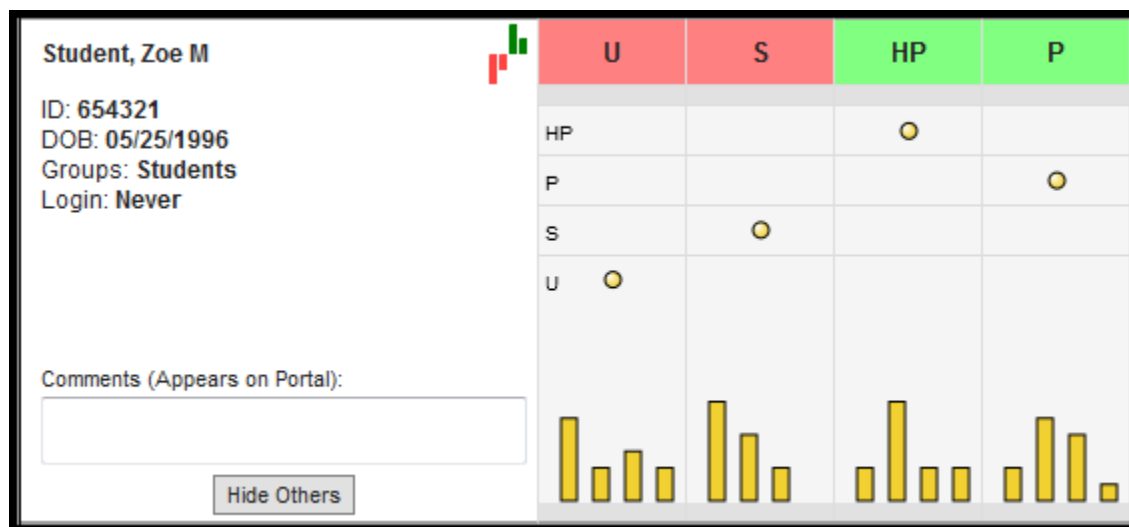 Student, Zoe M
ID: 654321
DOB: 05/25/1996
Groups: Students
Login: Never
Comments (Appears on Portal):
Hide Others
U S HP P
HP
P
S
U